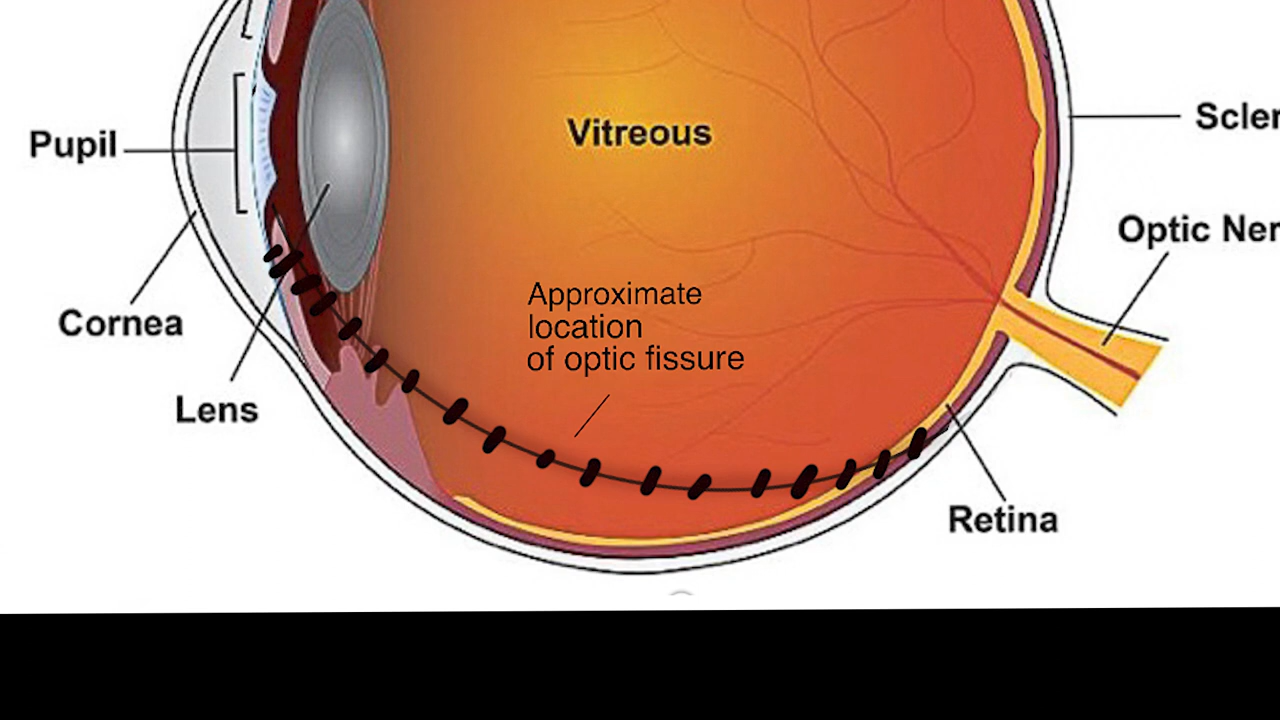 Pupil
Vitreous
Cornea
Lens
Approximate
location
of optic fissure
Scler
Optic Ner
Retina